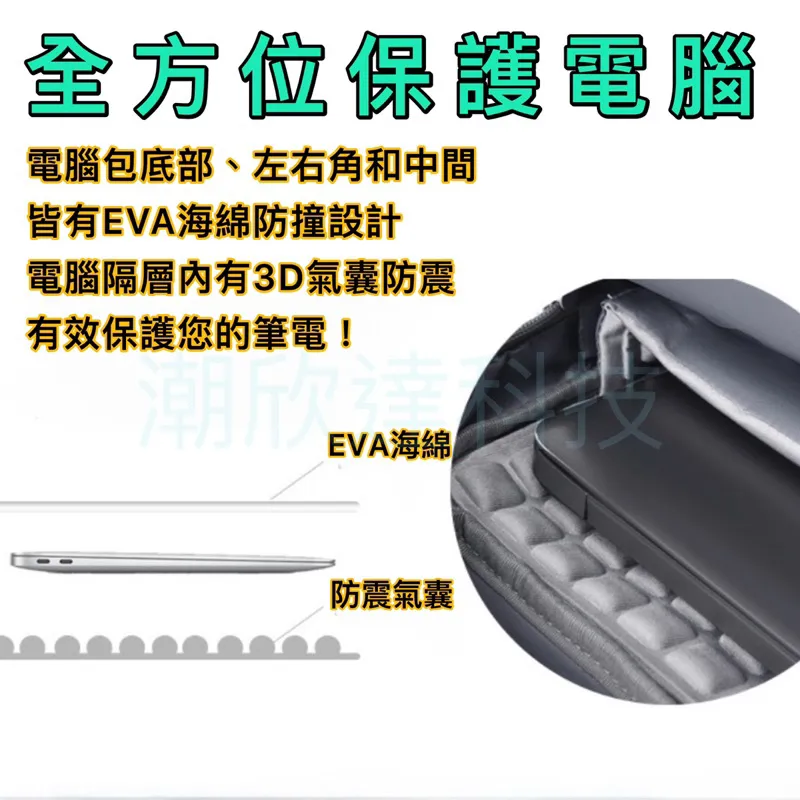 全方位保護電腦
電腦包底部、左右角和中間
皆有EVA海綿防撞設計
電腦隔層內有3D氣囊防震
有效保護您的筆電！
潮欣達科技
EVA海綿
防震氣囊